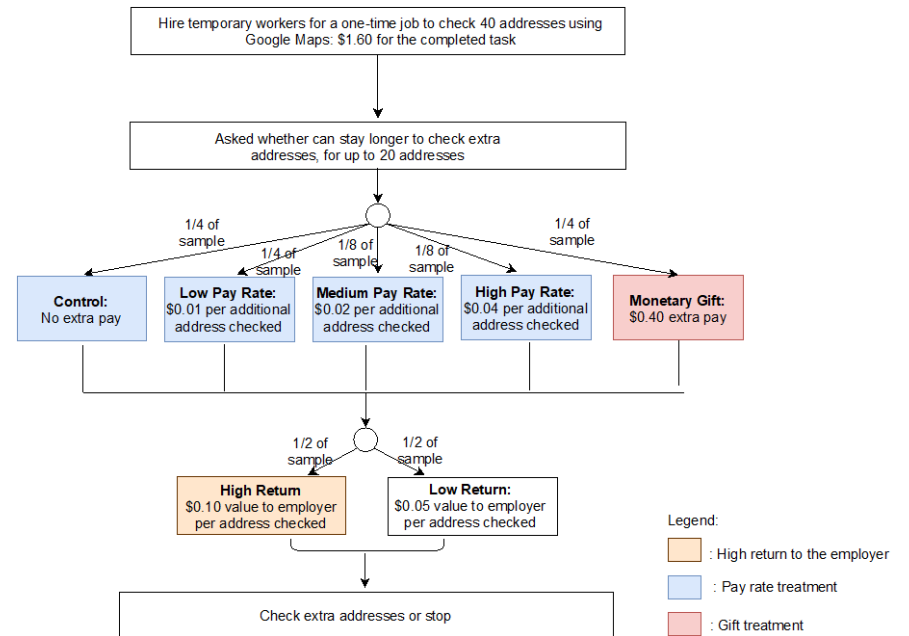 Hire temporary workers for a one-time job to check 40 addresses using
Google Maps: $1.60 for the completed task
Asked whether can stay longer to check extra
addresses, for up to 20 addresses
1/4 of
sample
1/4 of
sample
1/8 of
sample
1/8 of
sample
1/4 of
sample
Control:
No extra pay
Low Pay Rate:
$0.01 per additional
address checked
Medium Pay Rate:
$0.02 per additional
address checked
High Pay Rate:
$0.04 per additional
address checked
Monetary Gift:
$0.40 extra pay
1/2 of
sample
1/2 of
sample
High Return
$0.10 value to employer
per address checked
Low Return:
$0.05 value to employer
per address checked
Legend:
: High return to the employer
: Pay rate treatment
: Gift treatment
Check extra addresses or stop